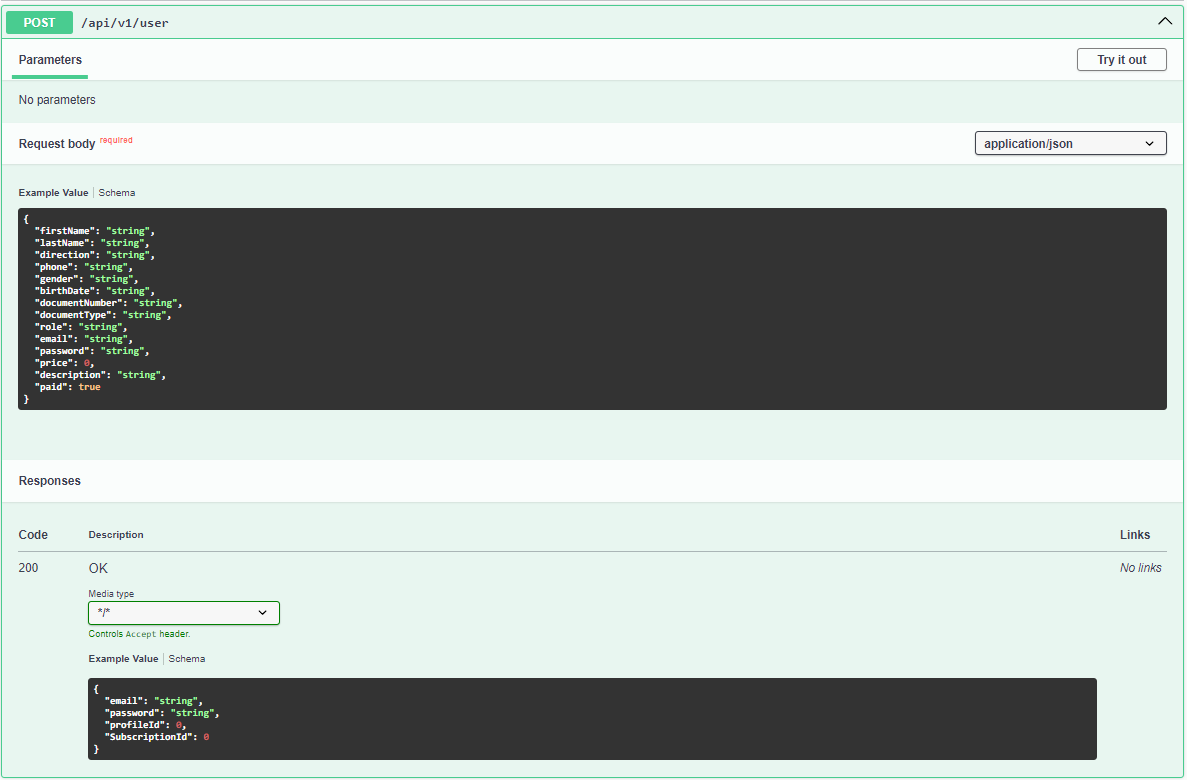 POST /api/v1/user
Parameters Try it out
No parameters
Request body required application/json
Example Value Schema
{
"firstName": "string",
"lastName": "string",
"direction": "string",
"phone": "string",
"gender": "string",
"birthDate": "string",
"documentNumber": "string",
"documentType": "string",
"role": "string",
"email": "string",
"password": "string",
"price": 0,
"description": "string",
"paid": true
}
Responses
Code Description Links
200 OK No links
Media type
*/*
Controls Accept header.
Example Value Schema
{
"email": "string",
"password": "string",
"profileId": 0,
"SubscriptionId": 0
}